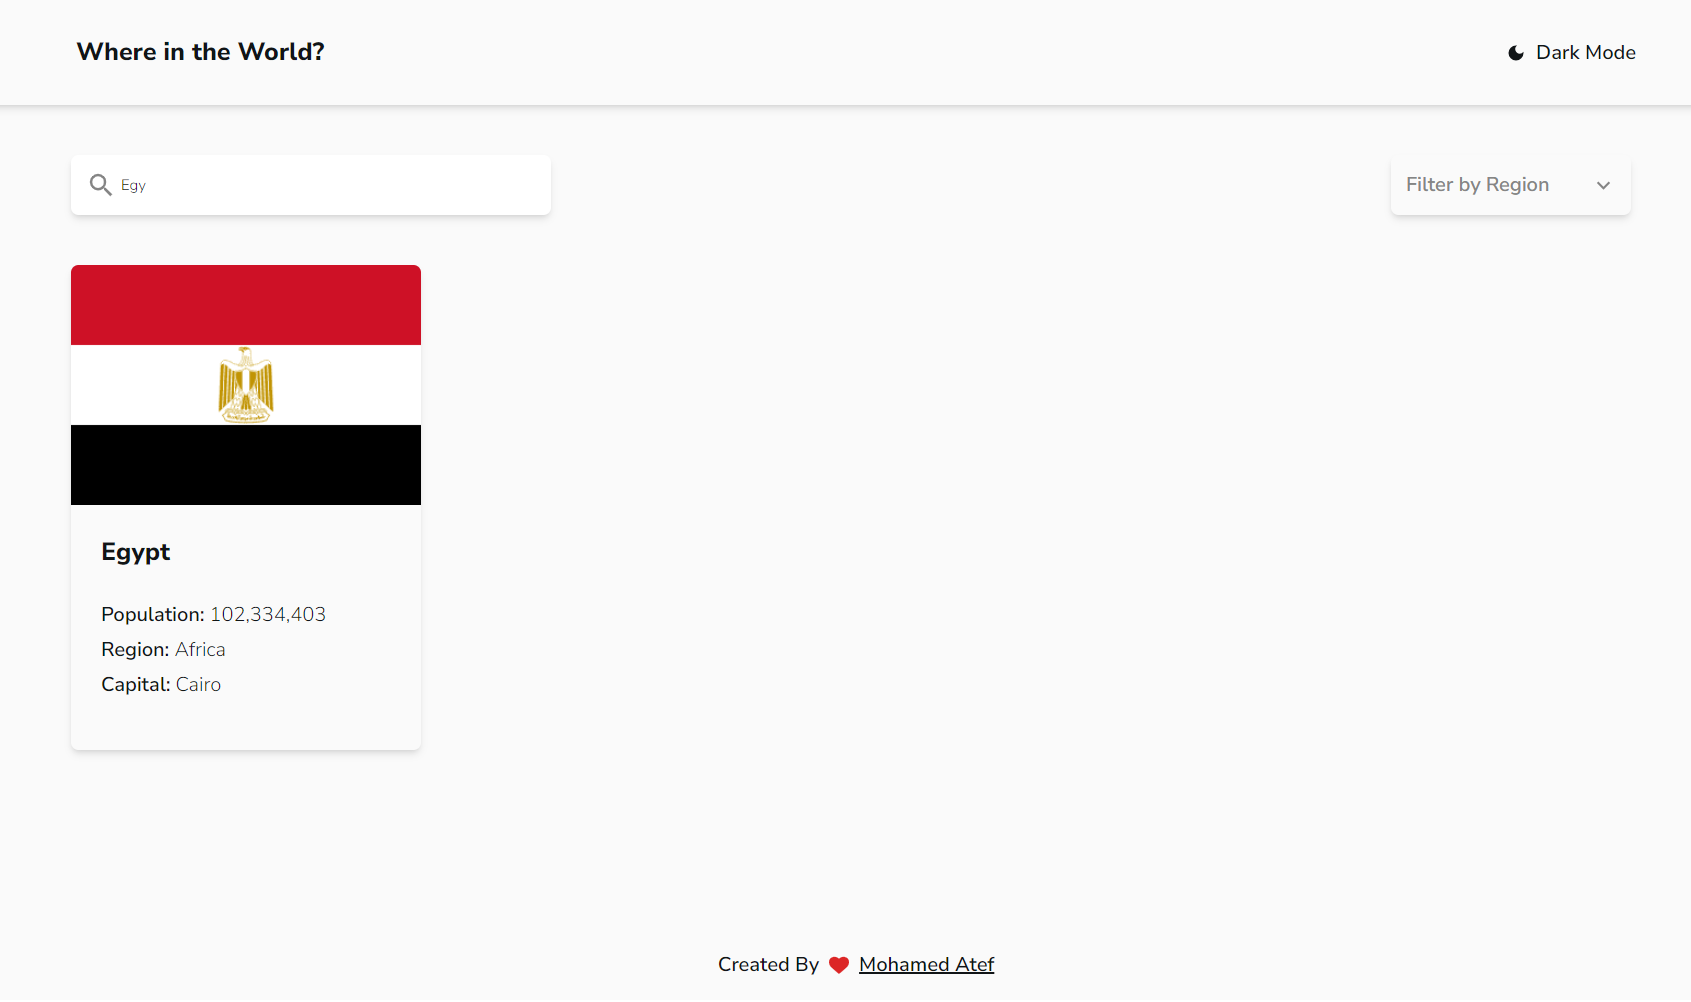 Where in the World?
Dark Mode
Egy
Filter by Region
Egypt
Population: 102,334,403
Region: Africa
Capital: Cairo
Created By Mohamed Atef